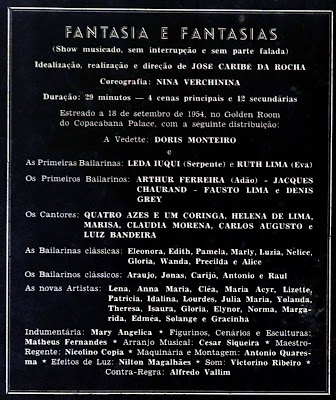 FANTASIA E FANTASIAS
(Show musicado, sem interrupção e sem parte falada)
Idealização, realização e direção de JOSÉ CARIBÉ DA ROCHA
Coreografia: NINA VERCHININA
Duração: 29 minutos — 4 cenas principais e 12 secundárias
Estreado a 18 de setembro de 1954, no Golden Room
do Copacabana Palace, com a seguinte distribuição:
A Vedette: DORIS MONTEIRO
e
As Primeiras Bailarinas: LEDA IUQUI (Serpente) e RUTH LIMA (Eva)
Os Primeiros Bailarinos: ARTHUR FERREIRA (Adão) - JACQUES
CHAURAND - FAUSTO LIMA e DENIS
GREY
Os Cantores: QUATRO AZES E UM CORINGA, HELENA DE LIMA,
MARISA, CLAUDIA MORENA, CARLOS AUGUSTO e
LUIZ BANDEIRA
As Bailarinas clássicas: Eleonora, Edith, Pamela, Marly, Luzia, Nélice,
Gloria, Wanda, Precilda e Alice
Os Bailarinos clássicos: Araujo, Jonas, Carijó, Antonio e Raul
As novas Artistas: Lena, Anna Maria, Cléa, Maria Acyr, Lizette,
Patricia, Idalina, Lourdes, Julia Maria, Yolanda,
Theresa, Isaura, Gloria, Elynor, Norma, Marga-
rida, Edméa, Solange e Gracinha
Indumentária: Mary Angelica * Figurinos, Cenários e Esculturas:
Matheus Fernandes * Arranjo Musical: Cesar Siqueira * Maestro-
Regente: Nicolino Copia * Maquinária e Montagem: Antonio Quares-
ma * Efeitos de Luz: Nilton Magalhães * Som: Victorino Ribeiro *
Contra-Regra: Alfredo Vallim